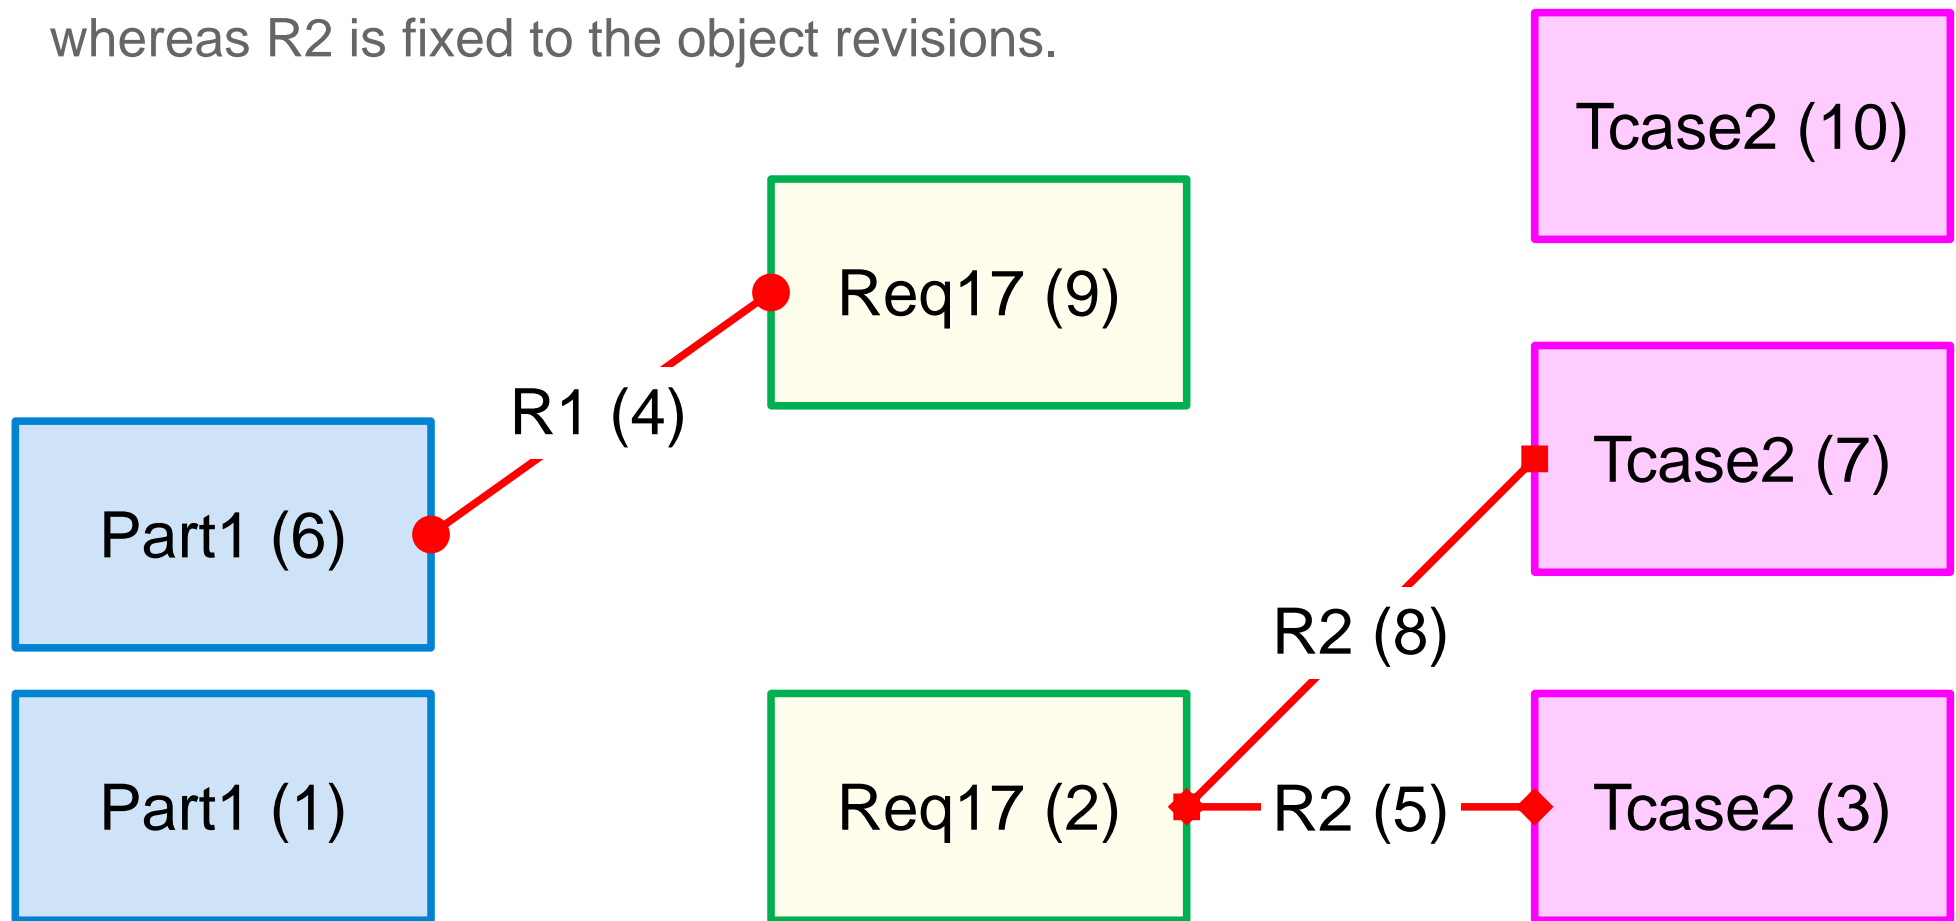 whereas R2 is fixed to the object revisions.
Tcase2 (10)
Req17 (9)
R1 (4)
Tcase2 (7)
Part1 (6)
R2 (8)
Part1 (1)
Req17 (2)
R2 (5)
Tcase2 (3)